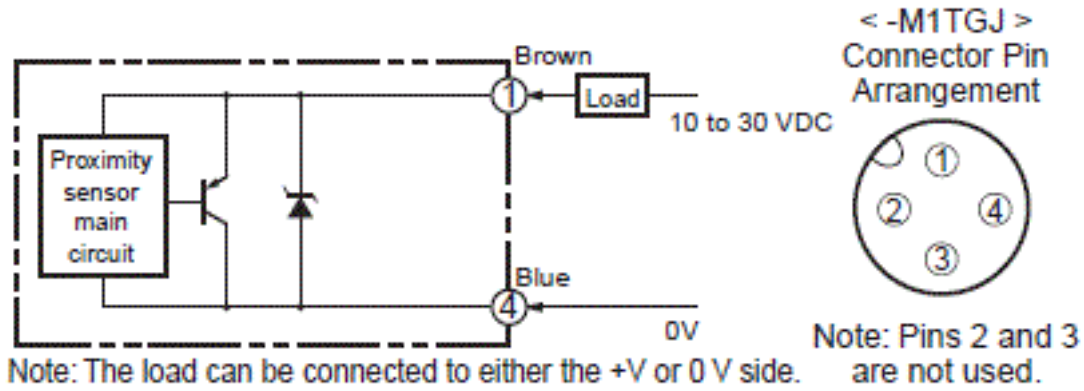 Brown
1
Load
10 to 30 VDC
Proximity
sensor
main
circuit
Blue
4
0V
Note: The load can be connected to either the +V or 0 V side.
< -M1TGJ >
Connector Pin
Arrangement
1
2
4
3
Note: Pins 2 and 3
are not used.